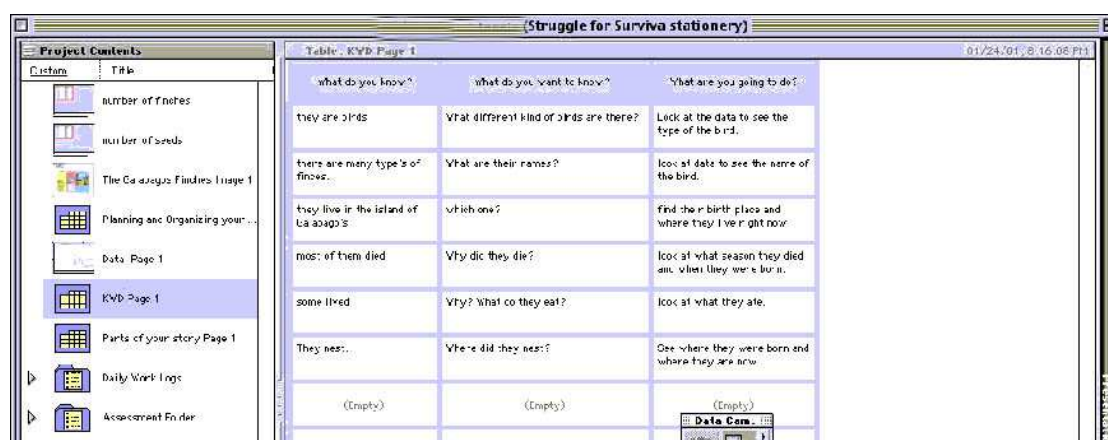 (Struggle for Surviva stationery)
Project Contents
Table: KWD Page 1
01/24/01, 8:16:08 PM
Custom Title
What do you know? What do you want to know? What are you going to do?
number of finches
they are birds What different kind of birds are there? Look at the data to see the
type of the bird.
number of seeds
there are many type's of What are their names? look at data to see the name of
finces. the bird.
The Galapagos Finches Image 1
they live in the island of which one? find their birth place and
Galapago's where they live right now
Planning and Organizing your ...
Data Page 1
most of them died Why did they die? look at what season they died
and when they were born.
KWD Page 1
some lived Why? What do they eat? look at what they ate.
Parts of your story Page 1
They nest. Where did they nest? See where they were born and
where they are now
Daily Work Logs
(Empty) (Empty) (Empty)
Assessment Folder
Data Cam.